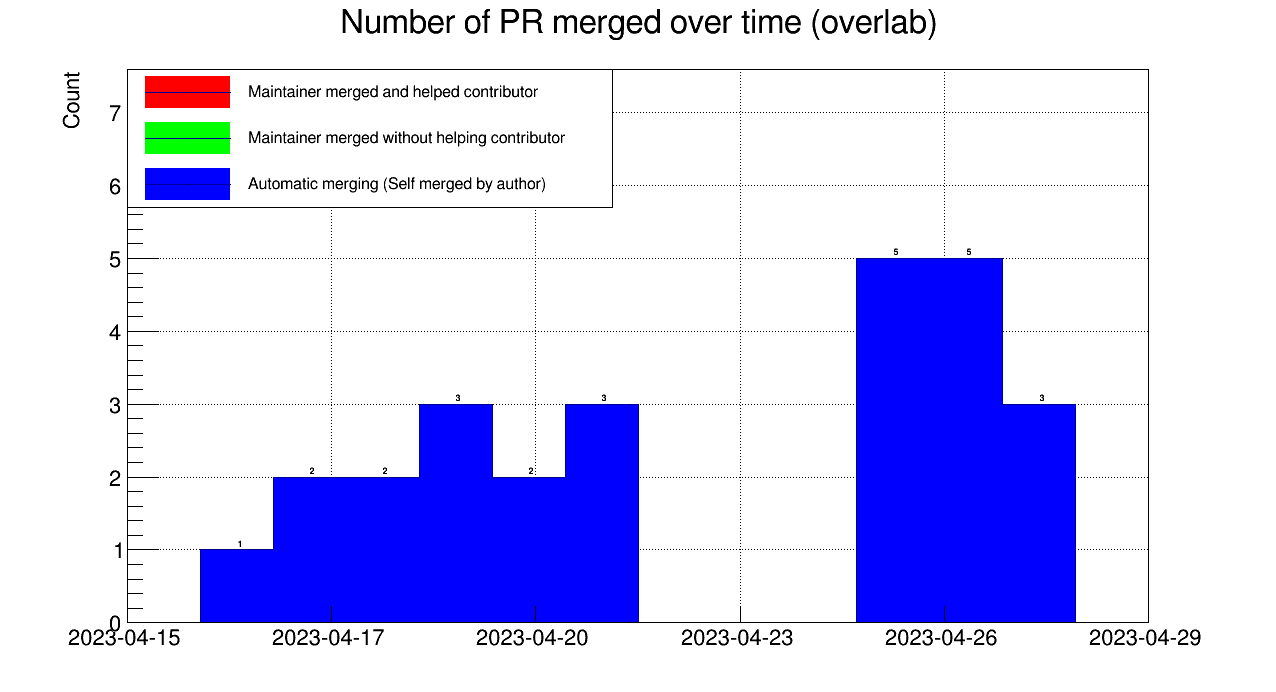 Number of PR merged over time (overlab)
Count
Maintainer merged and helped contributor
Maintainer merged without helping contributor
Automatic merging (Self merged by author)
7
6
5
4
3
2
1
0
1
2
2
3
2
3
5
5
3
2023-04-15 2023-04-17 2023-04-20 2023-04-23 2023-04-26 2023-04-29